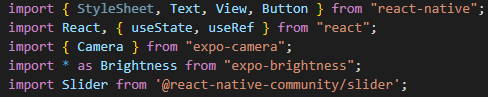 import { StyleSheet, Text, View, Button } from "react-native";
import React, { useState, useRef } from "react";
import { Camera } from "expo-camera";
import * as Brightness from "expo-brightness";
import Slider from '@react-native-community/slider';